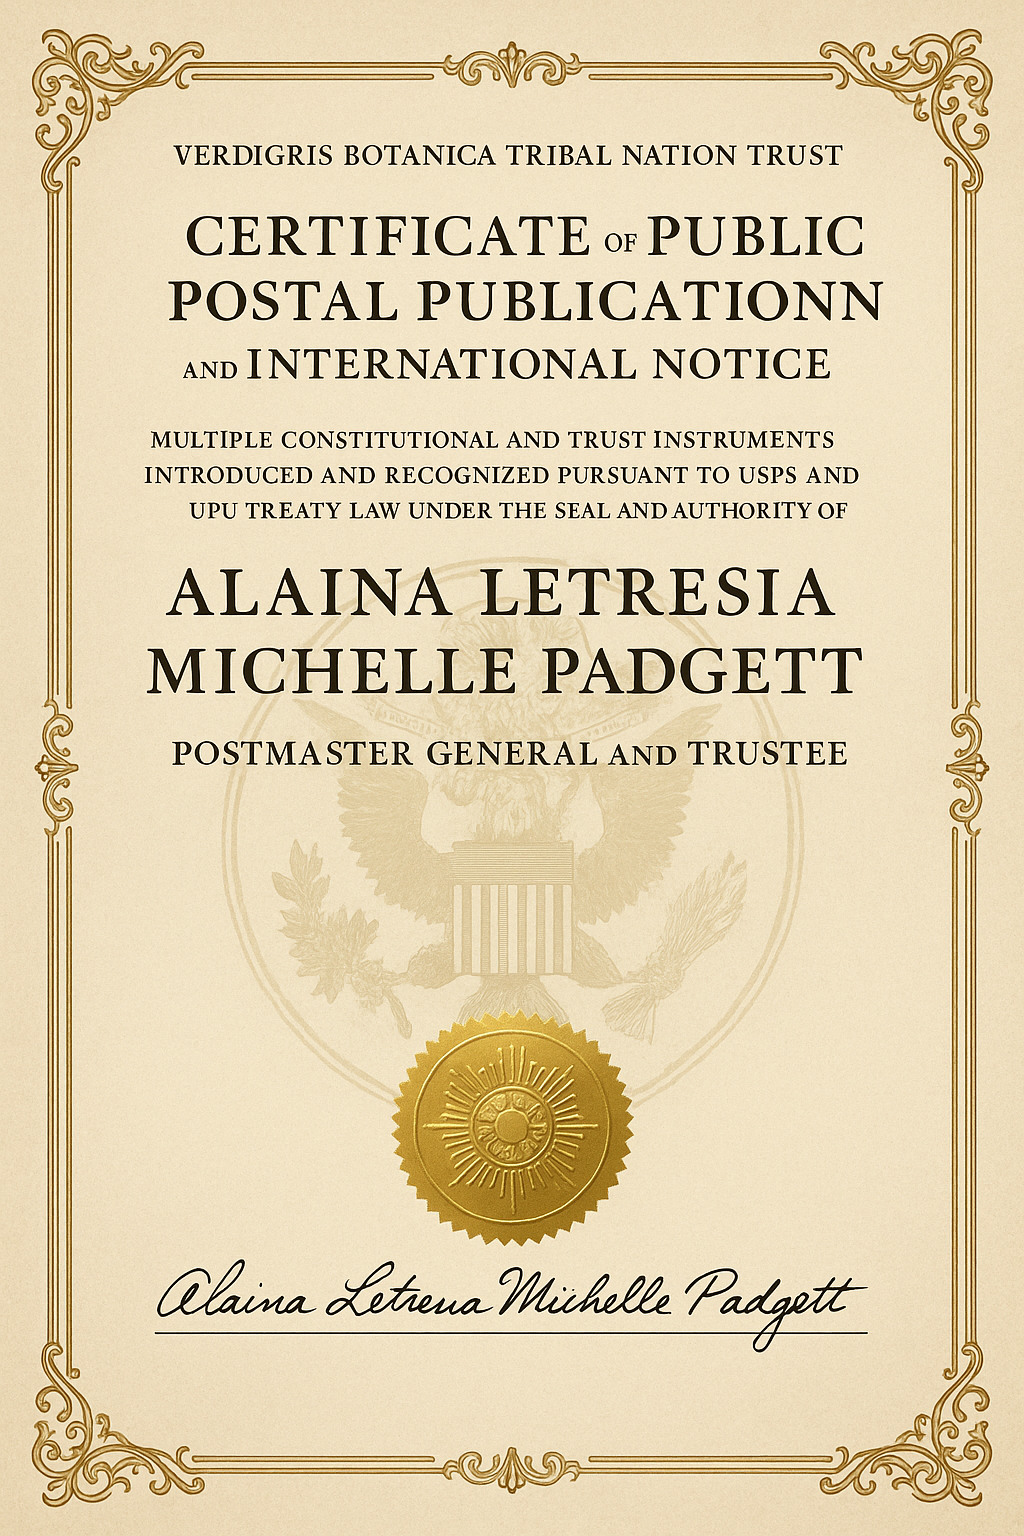 VERDIGRIS BOTANICA TRIBAL NATION TRUST
CERTIFICATE OF PUBLIC
POSTAL PUBLICATIONN
AND INTERNATIONAL NOTICE
MULTIPLE CONSTITUTIONAL AND TRUST INSTRUMENTS
INTRODUCED AND RECOGNIZED PURSUANT TO USPS AND
UPU TREATY LAW UNDER THE SEAL AND AUTHORITY OF
ALAINA LETRESIA
MICHELLE PADGETT
POSTMASTER GENERAL AND TRUSTEE
Alaina Letrena Michelle Padgett